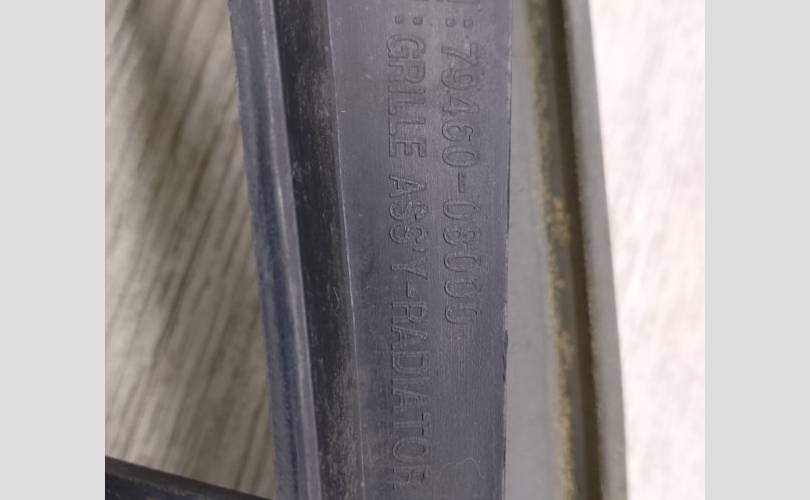 : 79460-08000
: GRILLE ASS'Y-RADIATOR